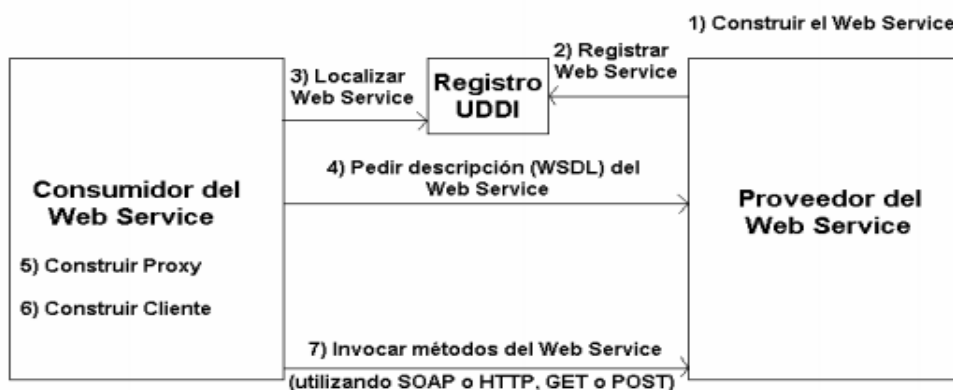 1) Construir el Web Service
2) Registrar
Web Service
3) Localizar
Web Service
Registro
UDDI
4) Pedir descripción (WSDL) del
Web Service
Consumidor del
Web Service
Proveedor del
Web Service
5) Construir Proxy
6) Construir Cliente
7) Invocar métodos del Web Service
(utilizando SOAP o HTTP, GET o POST)